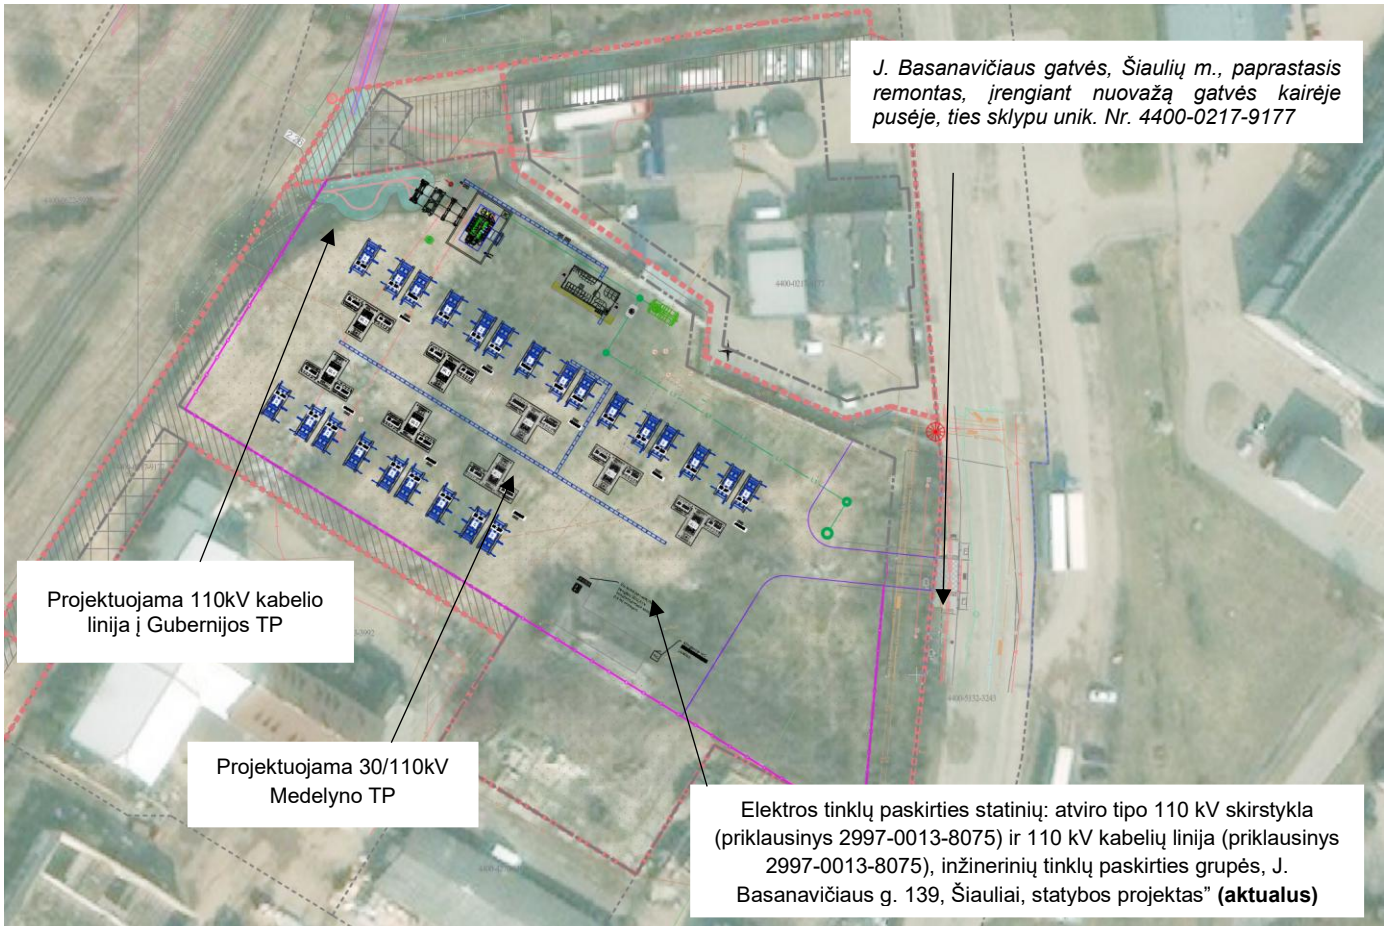 J. Basanavičiaus gatvės, Šiaulių m., paprastasis
remontas, įrengiant nuovažą gatvės kairėje
pusėje, ties sklypu unik. Nr. 4400-0217-9177
Projektuojama 110kV kabelio
linija į Gubernijos TP
Projektuojama 30/110kV
Medelyno TP
Elektros tinklų paskirties statinių: atviro tipo 110 kV skirstykla
(priklausinys 2997-0013-8075) ir 110 kV kabelių linija (priklausinys
2997-0013-8075), inžinerinių tinklų paskirties grupės, J.
Basanavičiaus g. 139, Šiauliai, statybos projektas” (aktualus)
4400-5132-3243